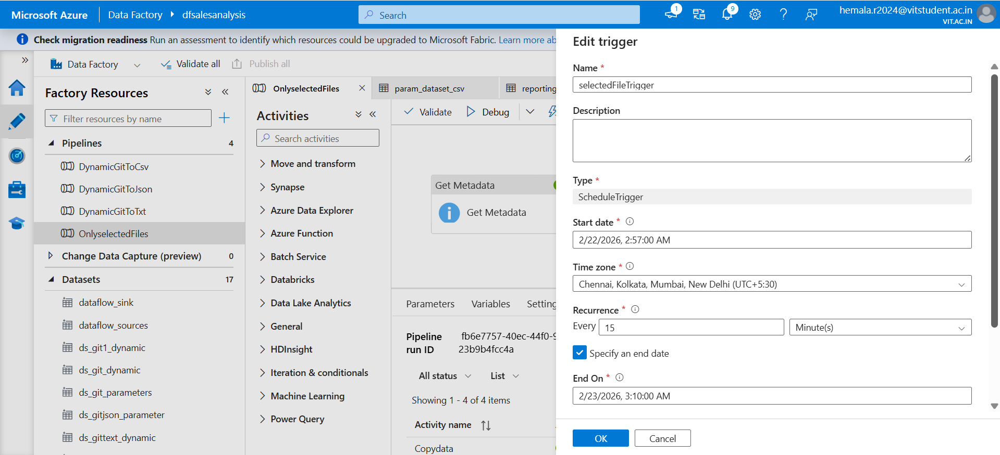 Microsoft Azure
Data Factory
dfsalesanalysis
Search
1
9
hemala.r2024@vitstudent.ac.in
VIT.AC.IN
Check migration readiness Run an assessment to identify which resources could be upgraded to Microsoft Fabric. Learn more ab
Data Factory
Validate all
Publish all
Factory Resources
Filter resources by name
Pipelines 4
DynamicGitToCsv
DynamicGitToJson
DynamicGitToTxt
OnlyselectedFiles
Change Data Capture (preview) 0
Datasets 17
dataflow_sink
dataflow_sources
ds_git1_dynamic
ds_git_dynamic
ds_git_parameters
ds_gitjson_parameter
ds_gittext_dynamic
OnlyselectedFiles
param_dataset_csv
reporting
Activities
Search activities
Move and transform
Synapse
Azure Data Explorer
Azure Function
Batch Service
Databricks
Data Lake Analytics
General
HDInsight
Iteration & conditionals
Machine Learning
Power Query
Validate
Debug
Get Metadata
Get Metadata
Parameters
Variables
Setting
Pipeline run ID
fb6e7757-40ec-44f0-9
23b9b4fcc4a
All status
List
Showing 1 - 4 of 4 items
Activity name
Copydata
Edit trigger
Name *
selectedFileTrigger
Description
Type *
ScheduleTrigger
Start date *
2/22/2026, 2:57:00 AM
Time zone *
Chennai, Kolkata, Mumbai, New Delhi (UTC+5:30)
Recurrence *
Every 15 Minute(s)
Specify an end date
End On *
2/23/2026, 3:10:00 AM
OK
Cancel